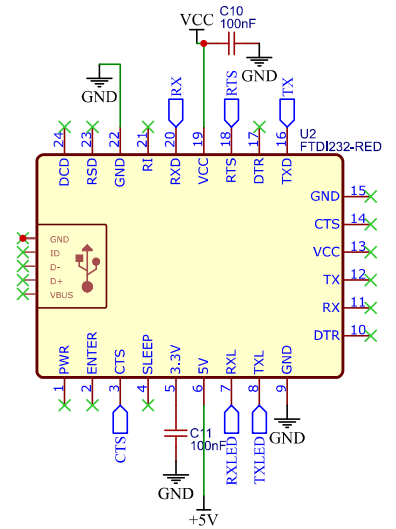 C10
VCC
100nF
GND
GND
RX
RTS
TX
24
23
22
21
20
19
18
17
16
U2
FTDI232-RED
DCD
RSD
GND
RI
RXD
VCC
RTS
DTR
TXD
GND
15
CTS
14
VCC
13
TX
12
RX
11
DTR
10
GND
ID
D-
D+
VBUS
PWR
ENTER
CTS
SLEEP
3.3V
5V
RXL
TXL
GND
1
2
3
4
5
6
7
8
9
CTS
C11
100nF
RXLED
TXLED
GND
GND
+5V